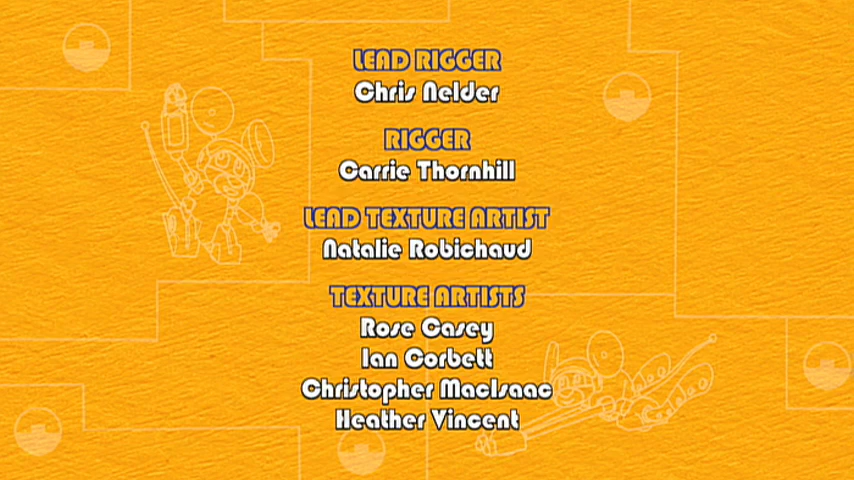 LEAD RIGGER
Chris Nelder
RIGGER
Carrie Thornhill
LEAD TEXTURE ARTIST
Natalie Robichaud
TEXTURE ARTISTS
Rose Casey
Ian Corbett
Christopher MacIsaac
Heather Vincent